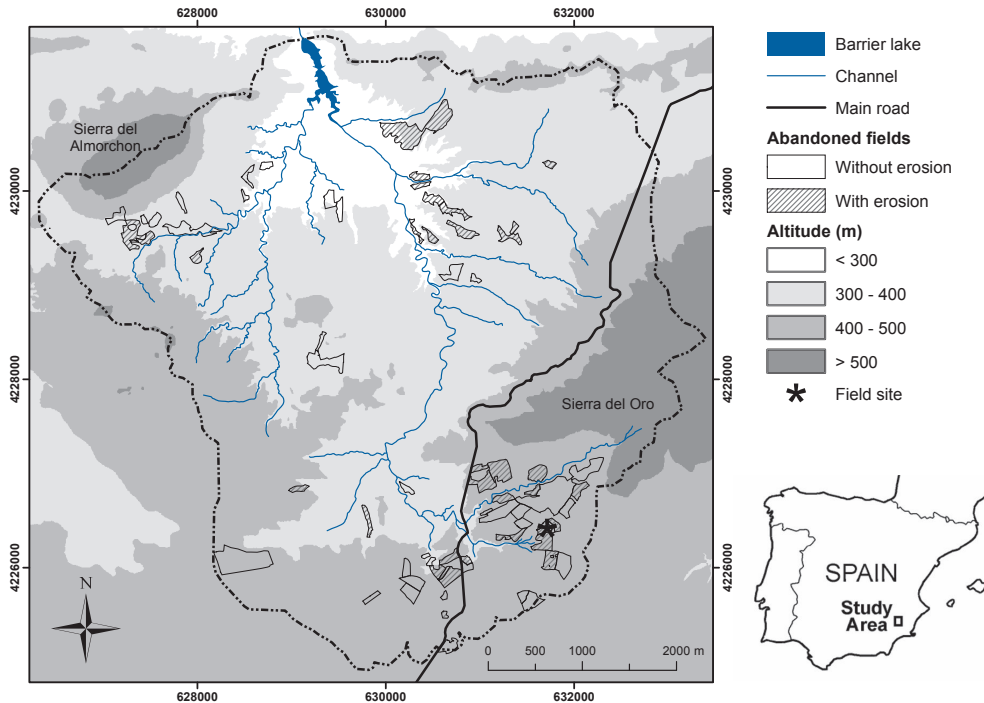 628000
630000
632000
4230000
4228000
4226000
Sierra del
Almorchon
Sierra del Oro
N
0
500
1000
2000 m
4230000
4228000
4226000
628000
630000
632000
Barrier lake
Channel
Main road
Abandoned fields
Without erosion
With erosion
Altitude (m)
< 300
300 - 400
400 - 500
> 500
Field site
SPAIN
Study
Area